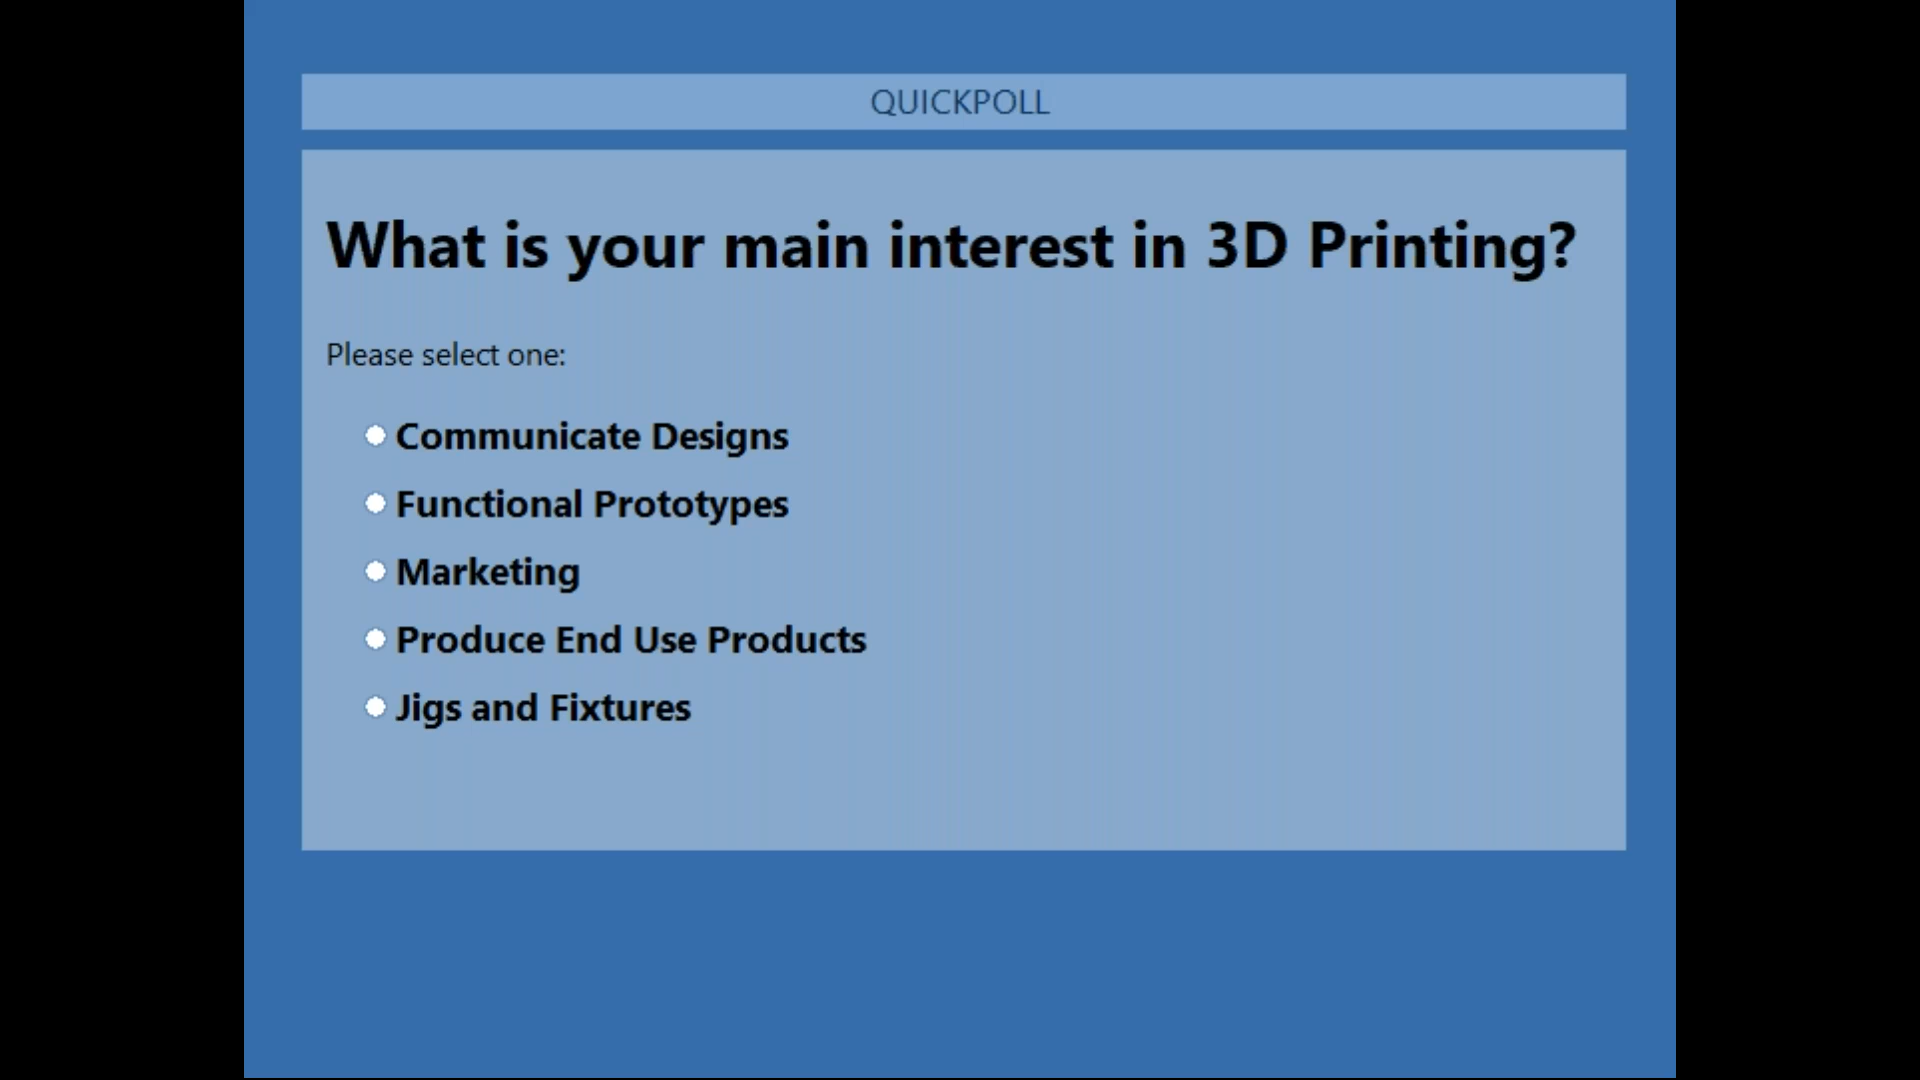 QUICKPOLL
What is your main interest in 3D Printing?
Please select one:
Communicate Designs
Functional Prototypes
Marketing
Produce End Use Products
Jigs and Fixtures